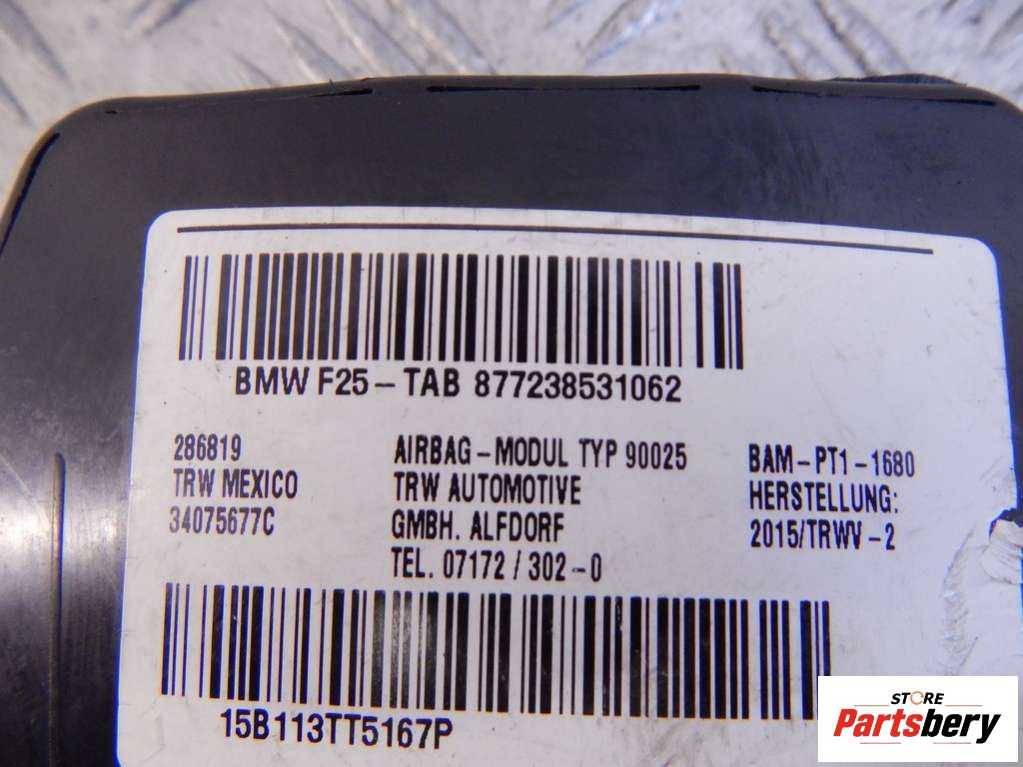 BMW F25-TAB 877238531062
286819
TRW MEXICO
34075677C
AIRBAG-MODUL TYP 90025
TRW AUTOMOTIVE
GMBH. ALFDORF
TEL. 07172 / 302-0
BAM-PT1-1680
HERSTELLUNG:
2015/TRWV-2
15B113TT5167P
STORE
Partsbery